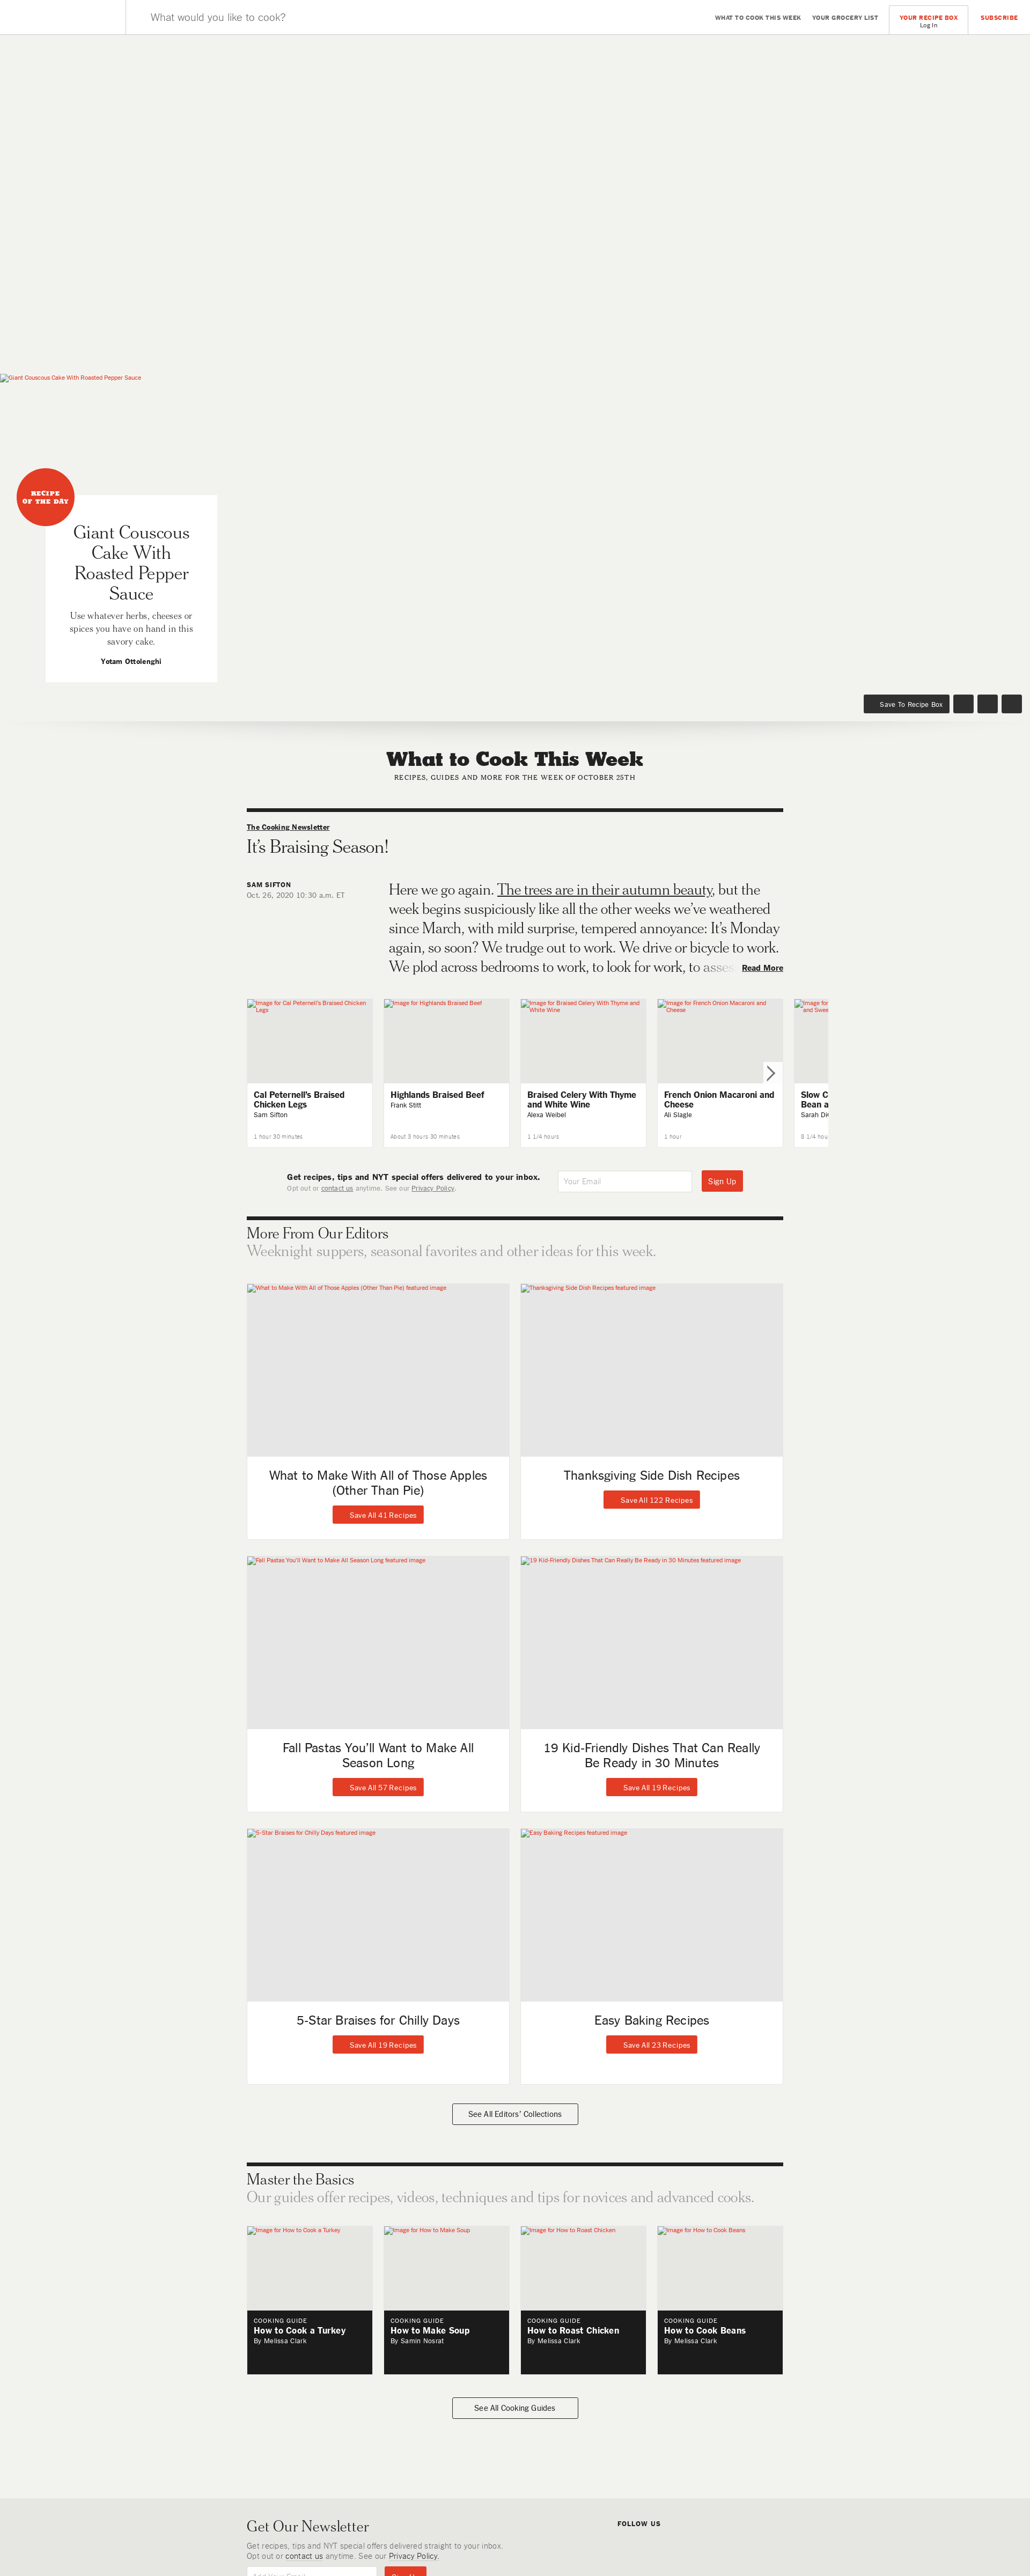 What would you like to cook?
WHAT TO COOK THIS WEEK
YOUR GROCERY LIST
YOUR RECIPE BOX
Log In
SUBSCRIBE
Giant Couscous Cake With Roasted Pepper Sauce
RECIPE
OF THE DAY
Giant Couscous
Cake With
Roasted Pepper
Sauce
Use whatever herbs, cheeses or
spices you have on hand in this
savory cake.
Yotam Ottolenghi
Save To Recipe Box
What to Cook This Week
RECIPES, GUIDES AND MORE FOR THE WEEK OF OCTOBER 25TH
The Cooking Newsletter
It’s Braising Season!
SAM SIFTON
Oct. 26, 2020 10:30 a.m. ET
Here we go again. The trees are in their autumn beauty, but the
week begins suspiciously like all the other weeks we’ve weathered
since March, with mild surprise, tempered annoyance: It’s Monday
again, so soon? We trudge out to work. We drive or bicycle to work.
We plod across bedrooms to work, to look for work, to asses
Read More
Image for Cal Peternell's Braised Chicken
Legs
Cal Peternell’s Braised
Chicken Legs
Sam Sifton
1 hour 30 minutes
Image for Highlands Braised Beef
Highlands Braised Beef
Frank Stitt
About 3 hours 30 minutes
Image for Braised Celery With Thyme and
White Wine
Braised Celery With Thyme
and White Wine
Alexa Weibel
1 1/4 hours
Image for French Onion Macaroni and
Cheese
French Onion Macaroni and
Cheese
Ali Slagle
1 hour
Image for
and Swee
Slow C
Bean a
Sarah Di
8 1/4 hou
Get recipes, tips and NYT special offers delivered to your inbox.
Opt out or contact us anytime. See our Privacy Policy.
Your Email
Sign Up
More From Our Editors
Weeknight suppers, seasonal favorites and other ideas for this week.
What to Make With All of Those Apples (Other Than Pie) featured image
What to Make With All of Those Apples
(Other Than Pie)
Save All 41 Recipes
Thanksgiving Side Dish Recipes featured image
Thanksgiving Side Dish Recipes
Save All 122 Recipes
Fall Pastas You'll Want to Make All Season Long featured image
Fall Pastas You’ll Want to Make All
Season Long
Save All 57 Recipes
19 Kid-Friendly Dishes That Can Really Be Ready in 30 Minutes featured image
19 Kid-Friendly Dishes That Can Really
Be Ready in 30 Minutes
Save All 19 Recipes
5-Star Braises for Chilly Days featured image
5-Star Braises for Chilly Days
Save All 19 Recipes
Easy Baking Recipes featured image
Easy Baking Recipes
Save All 23 Recipes
See All Editors’ Collections
Master the Basics
Our guides offer recipes, videos, techniques and tips for novices and advanced cooks.
Image for How to Cook a Turkey
COOKING GUIDE
How to Cook a Turkey
By Melissa Clark
Image for How to Make Soup
COOKING GUIDE
How to Make Soup
By Samin Nosrat
Image for How to Roast Chicken
COOKING GUIDE
How to Roast Chicken
By Melissa Clark
Image for How to Cook Beans
COOKING GUIDE
How to Cook Beans
By Melissa Clark
See All Cooking Guides
Get Our Newsletter
Get recipes, tips and NYT special offers delivered straight to your inbox.
Opt out or contact us anytime. See our Privacy Policy.
FOLLOW US